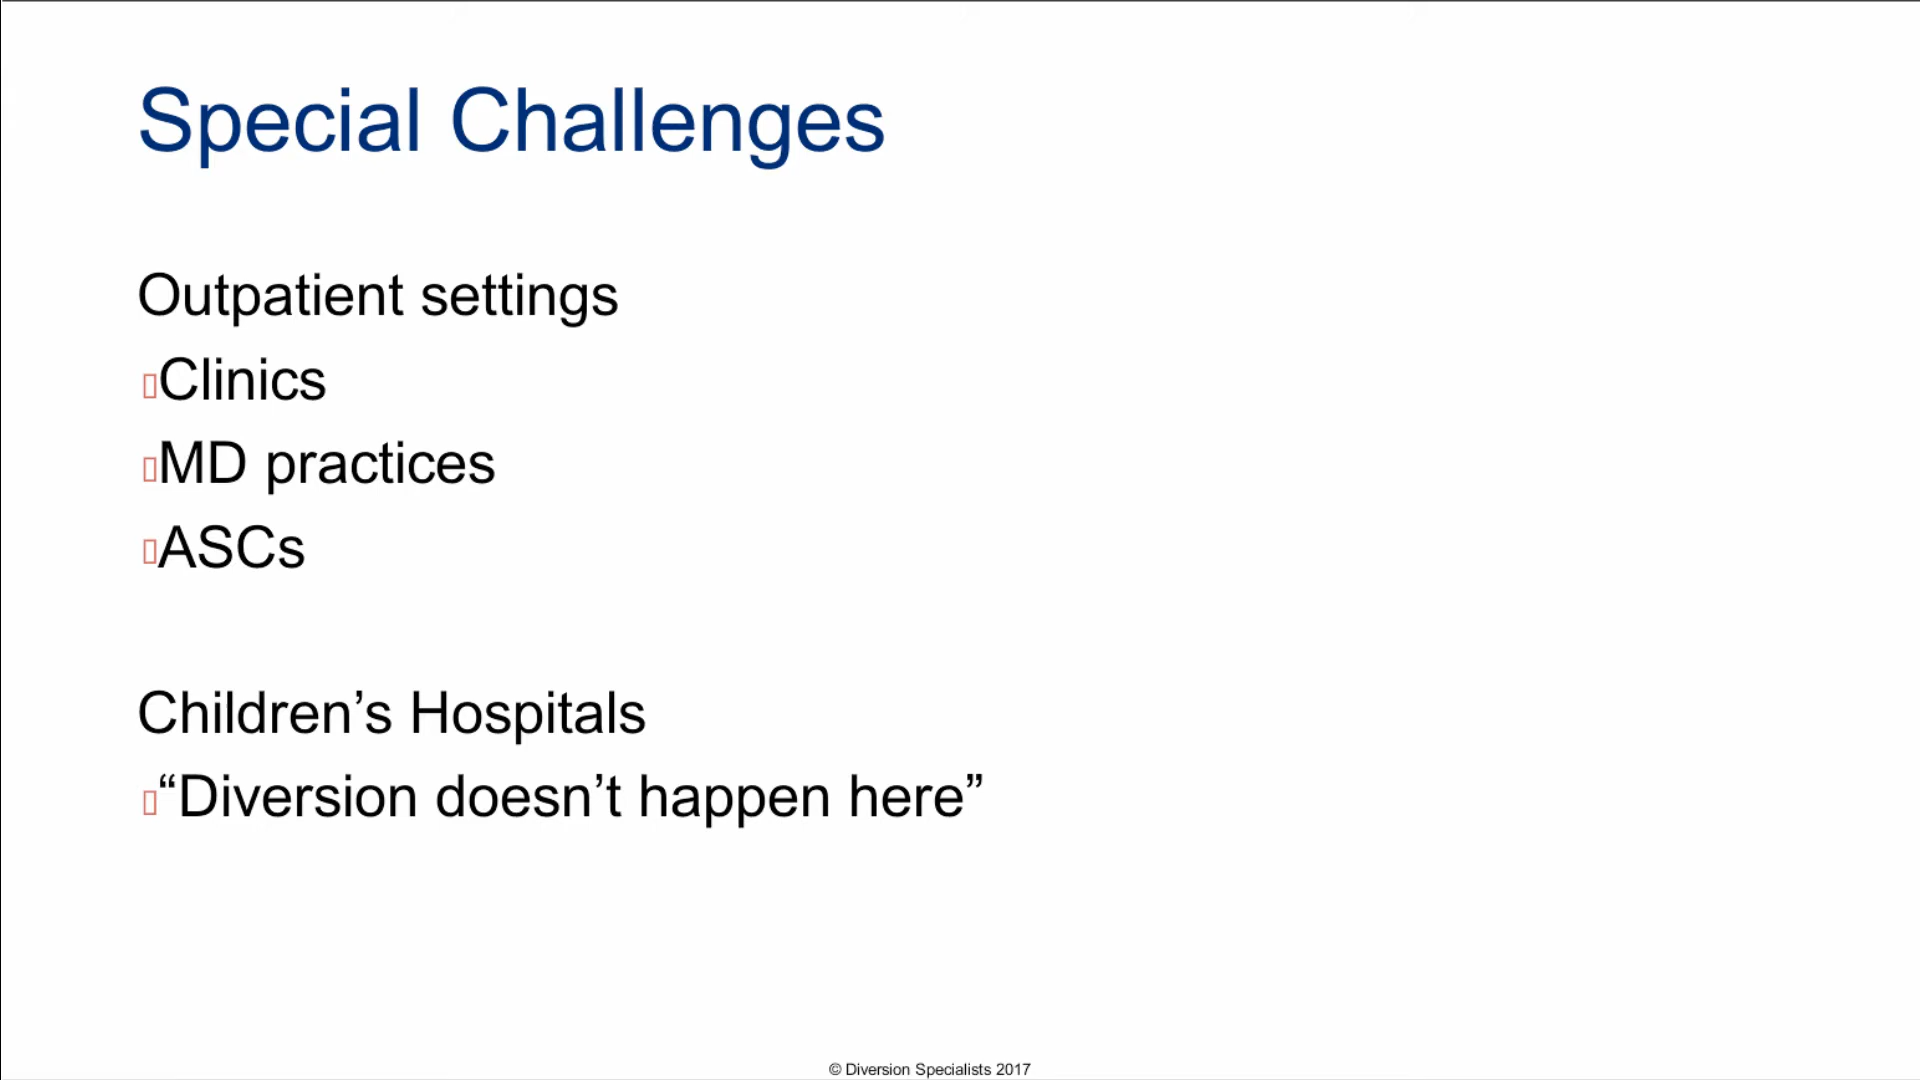 Special Challenges
Outpatient settings
Clinics
MD practices
ASCs
Children’s Hospitals
“Diversion doesn’t happen here”
© Diversion Specialists 2017